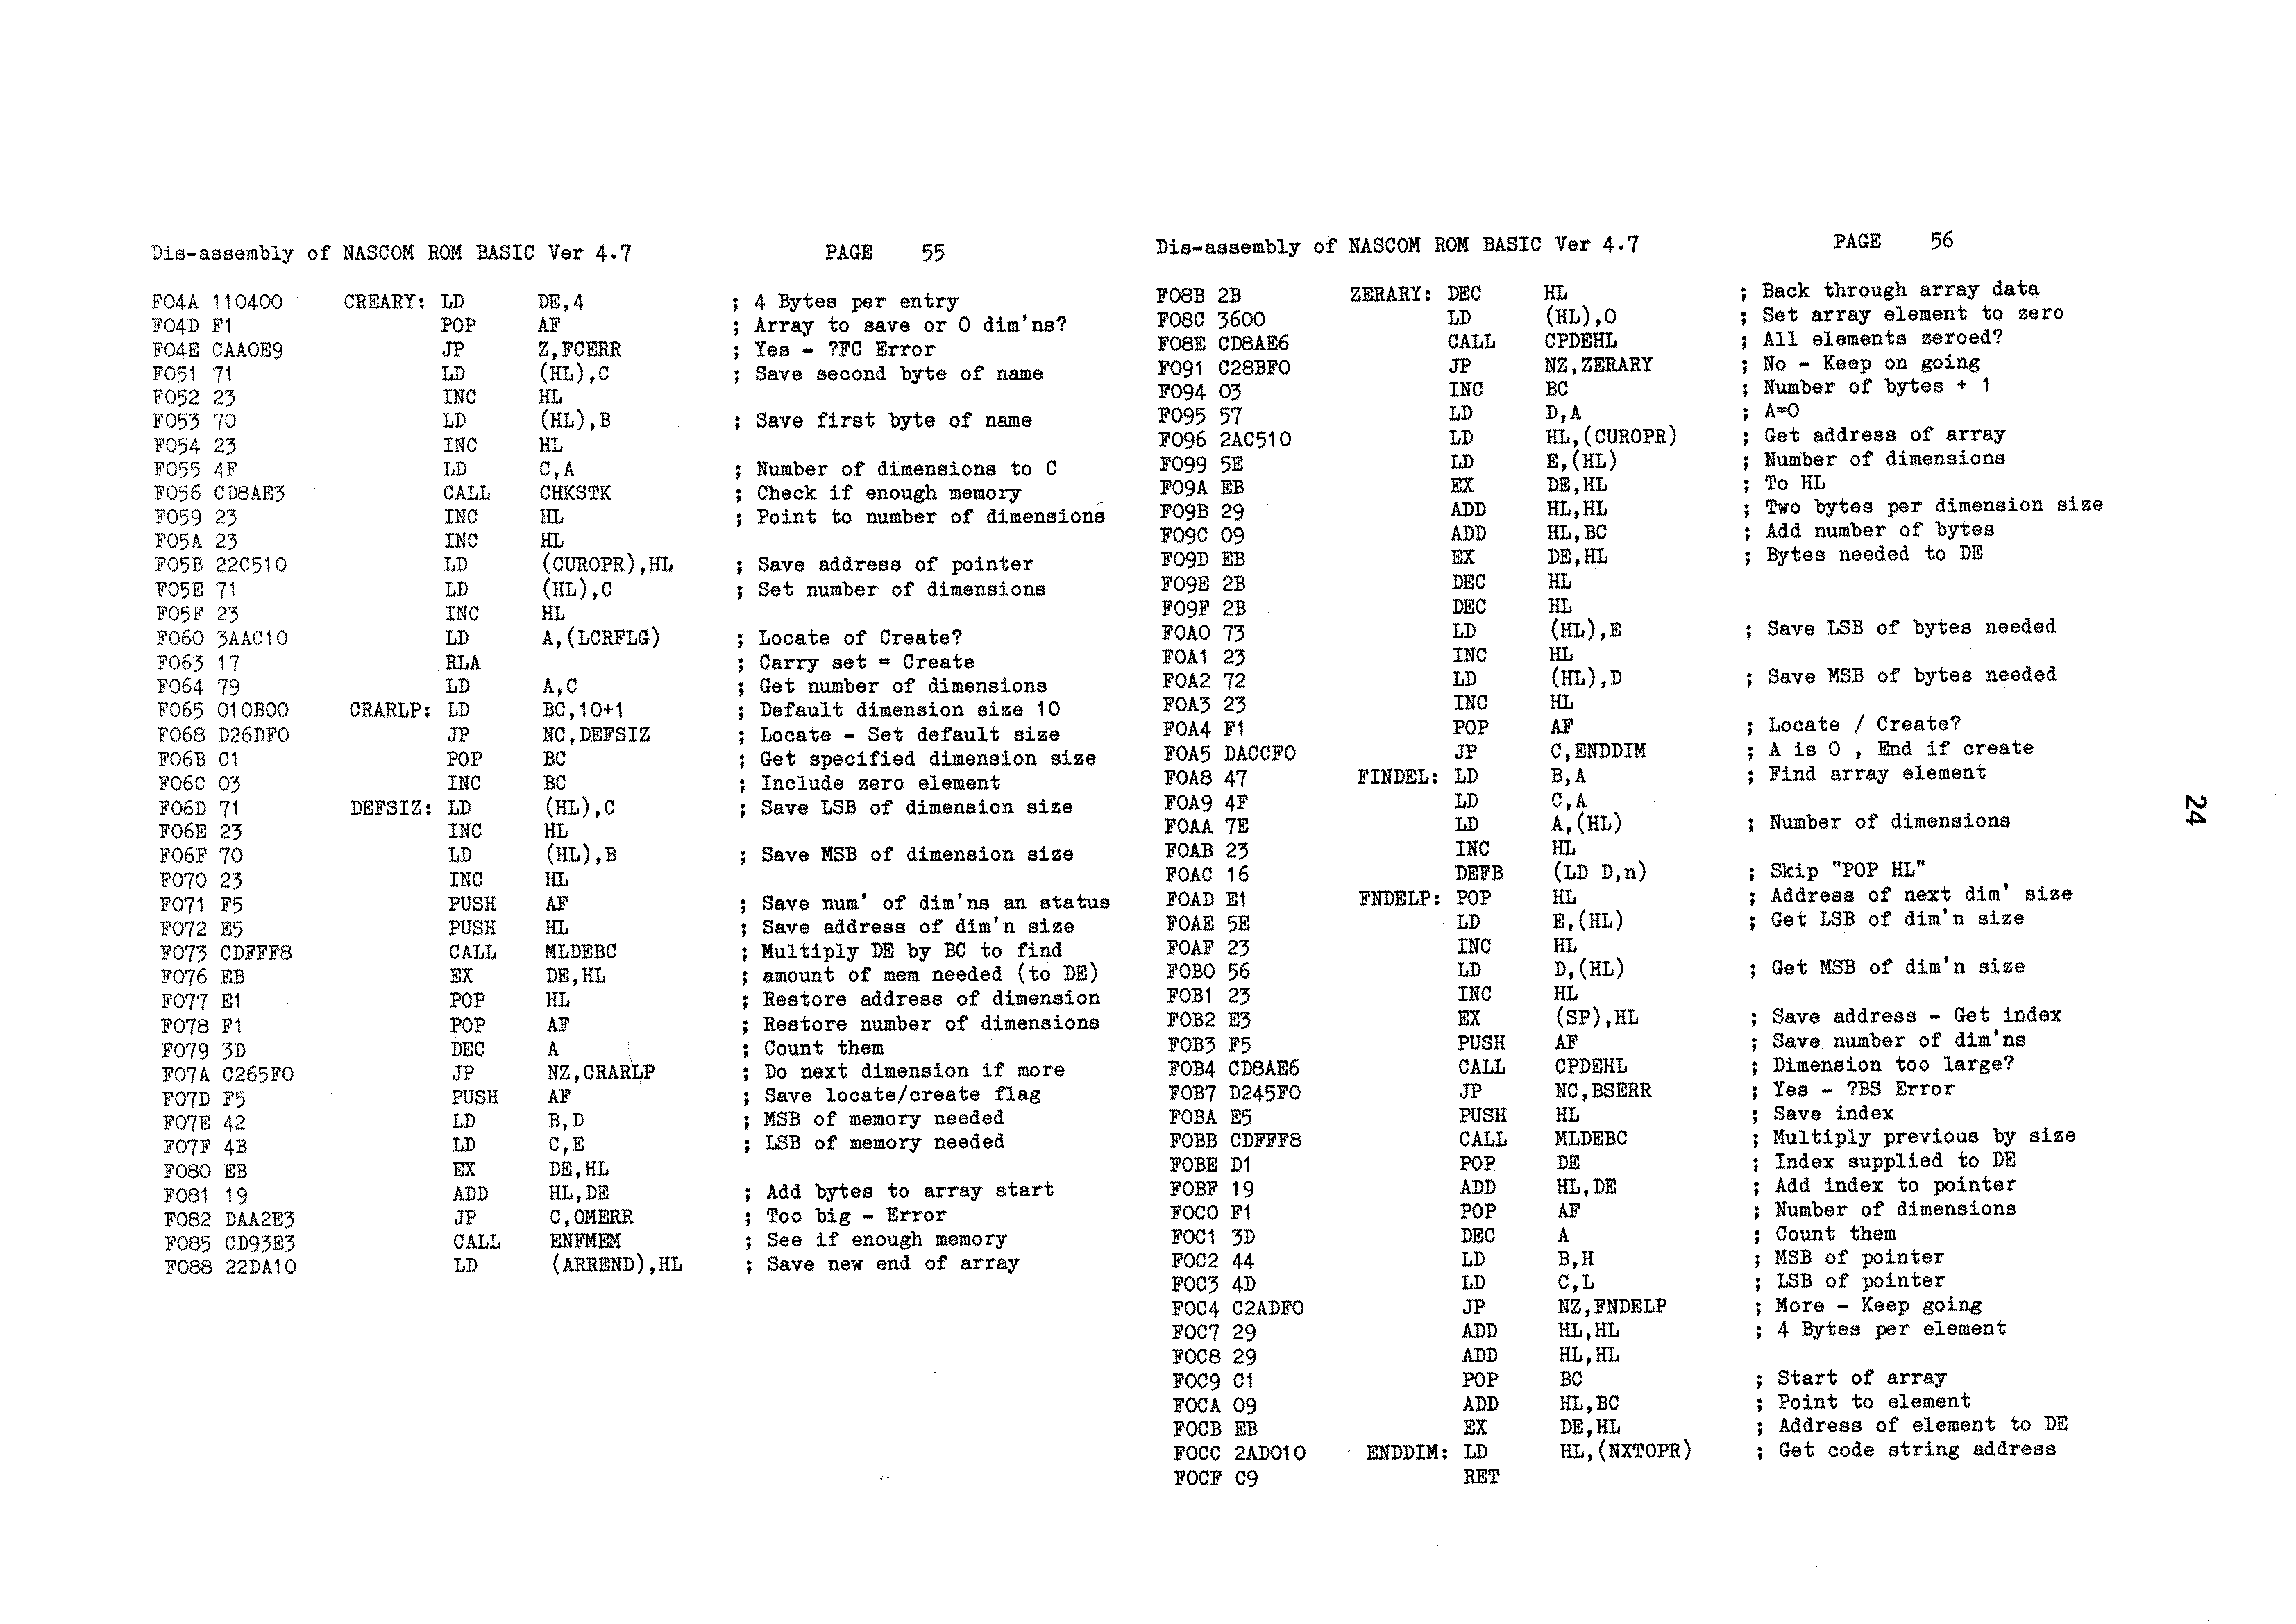 Dis-assembly of NASCOM ROM BASIC Ver 4.7 PAGE 55
F04A 110400 CREARY: LD DE,4 ; 4 Bytes per entry
F04D F1 POP AF ; Array to save or 0 dim'ns?
F04E CAA0E9 JP Z,FCERR ; Yes - ?FC Error
F051 71 LD (HL),C ; Save second byte of name
F052 23 INC HL
F053 70 LD (HL),B ; Save first byte of name
F054 23 INC HL
F055 4F LD C,A ; Number of dimensions to C
F056 CD8AE3 CALL CHKSTK ; Check if enough memory
F059 23 INC HL ; Point to number of dimensions
F05A 23 INC HL
F05B 22C510 LD (CUROPR),HL ; Save address of pointer
F05E 71 LD (HL),C ; Set number of dimensions
F05F 23 INC HL
F060 3AAC10 LD A,(LCRFLG) ; Locate of Create?
F063 17 RLA ; Carry set = Create
F064 79 LD A,C ; Get number of dimensions
F065 010B00 CRARLP: LD BC,10+1 ; Default dimension size 10
F068 D26DF0 JP NC,DEFSIZ ; Locate - Set default size
F06B C1 POP BC ; Get specified dimension size
F06C 03 INC BC ; Include zero element
F06D 71 DEFSIZ: LD (HL),C ; Save LSB of dimension size
F06E 23 INC HL
F06F 70 LD (HL),B ; Save MSB of dimension size
F070 23 INC HL
F071 F5 PUSH AF ; Save num' of dim'ns an status
F072 E5 PUSH HL ; Save address of dim'n size
F073 CDFFF8 CALL MLDEBC ; Multiply DE by BC to find
F076 EB EX DE,HL ; amount of mem needed (to DE)
F077 E1 POP HL ; Restore address of dimension
F078 F1 POP AF ; Restore number of dimensions
F079 3D DEC A ; Count them
F07A C265F0 JP NZ,CRARLP ; Do next dimension if more
F07D F5 PUSH AF ; Save locate/create flag
F07E 42 LD B,D ; MSB of memory needed
F07F 4B LD C,E ; LSB of memory needed
F080 EB EX DE,HL
F081 19 ADD HL,DE ; Add bytes to array start
F082 DAA2E3 JP C,OMERR ; Too big - Error
F085 CD93E3 CALL ENFMEM ; See if enough memory
F088 22DA10 LD (ARREND),HL ; Save new end of array
Dis-assembly of NASCOM ROM BASIC Ver 4.7 PAGE 56
F08B 2B ZERARY: DEC HL ; Back through array data
F08C 3600 LD (HL),0 ; Set array element to zero
F08E CD8AE6 CALL CPDEHL ; All elements zeroed?
F091 C28BF0 JP NZ,ZERARY ; No - Keep on going
F094 03 INC BC ; Number of bytes + 1
F095 57 LD D,A ; A=0
F096 2AC510 LD HL,(CUROPR) ; Get address of array
F099 5E LD E,(HL) ; Number of dimensions
F09A EB EX DE,HL ; To HL
F09B 29 ADD HL,HL ; Two bytes per dimension size
F09C 09 ADD HL,BC ; Add number of bytes
F09D EB EX DE,HL ; Bytes needed to DE
F09E 2B DEC HL
F09F 2B DEC HL
F0A0 73 LD (HL),E ; Save LSB of bytes needed
F0A1 23 INC HL
F0A2 72 LD (HL),D ; Save MSB of bytes needed
F0A3 23 INC HL
F0A4 F1 POP AF ; Locate / Create?
F0A5 DACCF0 JP C,ENDDIM ; A is 0 , End if create
F0A8 47 FINDEL: LD B,A ; Find array element
F0A9 4F LD C,A
F0AA 7E LD A,(HL) ; Number of dimensions
F0AB 23 INC HL
F0AC 16 DEFB (LD D,n) ; Skip "POP HL"
F0AD E1 FNDELP: POP HL ; Address of next dim' size
F0AE 5E LD E,(HL) ; Get LSB of dim'n size
F0AF 23 INC HL
F0B0 56 LD D,(HL) ; Get MSB of dim'n size
F0B1 23 INC HL
F0B2 E3 EX (SP),HL ; Save address - Get index
F0B3 F5 PUSH AF ; Save number of dim'ns
F0B4 CD8AE6 CALL CPDEHL ; Dimension too large?
F0B7 D245F0 JP NC,BSERR ; Yes - ?BS Error
F0BA E5 PUSH HL ; Save index
F0BB CDFFF8 CALL MLDEBC ; Multiply previous by size
F0BE D1 POP DE ; Index supplied to DE
F0BF 19 ADD HL,DE ; Add index to pointer
F0C0 F1 POP AF ; Number of dimensions
F0C1 3D DEC A ; Count them
F0C2 44 LD B,H ; MSB of pointer
F0C3 4D LD C,L ; LSB of pointer
F0C4 C2ADF0 JP NZ,FNDELP ; More - Keep going
F0C7 29 ADD HL,HL ; 4 Bytes per element
F0C8 29 ADD HL,HL
F0C9 C1 POP BC ; Start of array
F0CA 09 ADD HL,BC ; Point to element
F0CB EB EX DE,HL ; Address of element to DE
F0CC 2AD010 ENDDIM: LD HL,(NXTOPR) ; Get code string address
F0CF C9 RET
24